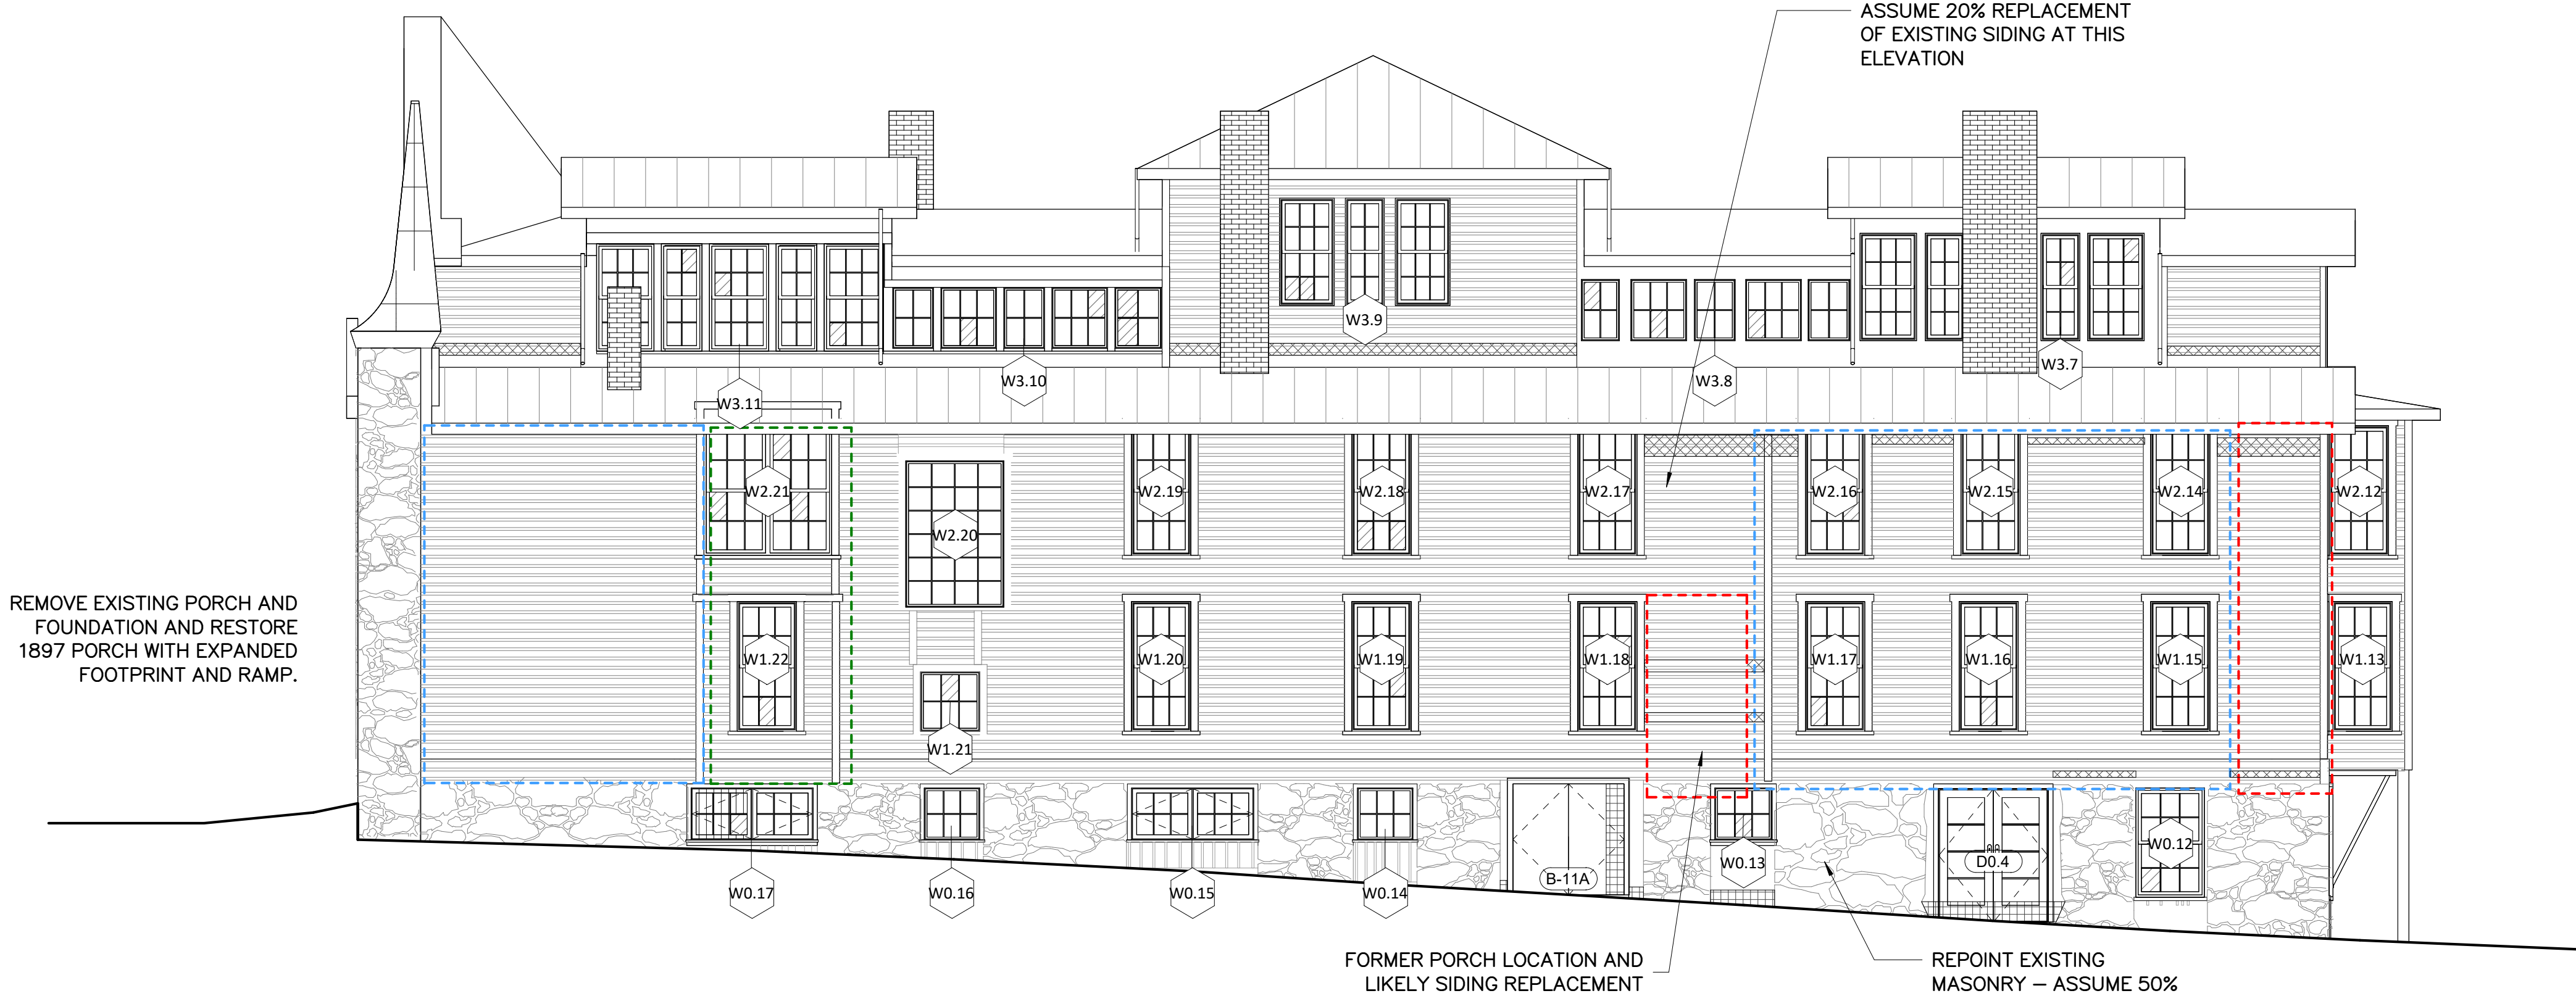 ASSUME 20% REPLACEMENT
OF EXISTING SIDING AT THIS
ELEVATION
W3.9
W3.7
W3.10
W3.8
W3.11
W2.21
W2.19
W2.18
W2.17
W2.16
W2.15
W2.14
W2.12
W2.20
REMOVE EXISTING PORCH AND
FOUNDATION AND RESTORE
1897 PORCH WITH EXPANDED
FOOTPRINT AND RAMP.
W1.22
W1.20
W1.19
W1.18
W1.17
W1.16
W1.15
W1.13
W1.21
W0.12
W0.13
D0.4
B-11A
W0.17
W0.16
W0.15
W0.14
FORMER PORCH LOCATION AND
LIKELY SIDING REPLACEMENT
REPOINT EXISTING
MASONRY – ASSUME 50%